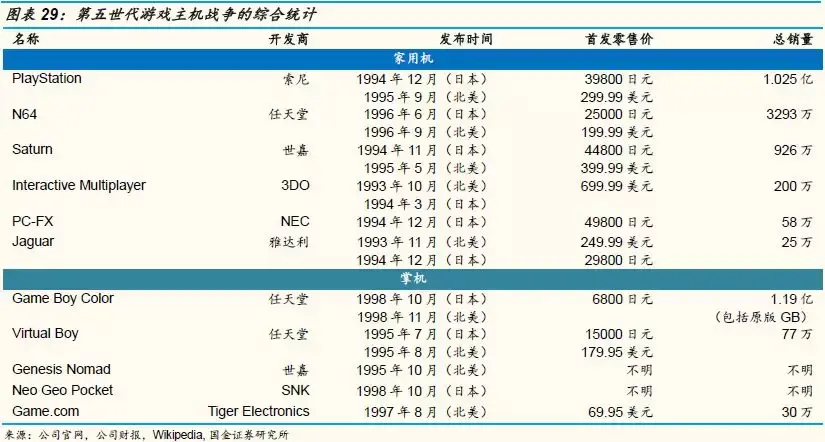 图表 29：第五世代游戏主机战争的综合统计
名称 开发商 发布时间 首发零售价 总销量
家用机
PlayStation 索尼 1994 年 12 月（日本） 39800 日元 1.025 亿
1995 年 9 月（北美） 299.99 美元
N64 任天堂 1996 年 6 月（日本） 25000 日元 3293 万
1996 年 9 月（北美） 199.99 美元
Saturn 世嘉 1994 年 11 月（日本） 44800 日元 926 万
1995 年 5 月（北美） 399.99 美元
Interactive Multiplayer 3DO 1993 年 10 月（北美） 699.99 美元 200 万
1994 年 3 月（日本）
PC-FX NEC 1994 年 12 月（日本） 49800 日元 58 万
Jaguar 雅达利 1993 年 11 月（北美） 249.99 美元 25 万
1994 年 12 月（日本） 29800 日元
掌机
Game Boy Color 任天堂 1998 年 10 月（日本） 6800 日元 1.19 亿
1998 年 11 月（北美） （包括原版 GB）
Virtual Boy 任天堂 1995 年 7 月（日本） 15000 日元 77 万
1995 年 8 月（北美） 179.95 美元
Genesis Nomad 世嘉 1995 年 10 月（北美） 不明 不明
Neo Geo Pocket SNK 1998 年 10 月（日本） 不明 不明
Game.com Tiger Electronics 1997 年 8 月（北美） 69.95 美元 30 万
来源：公司官网，公司财报，Wikipedia, 国金证券研究所